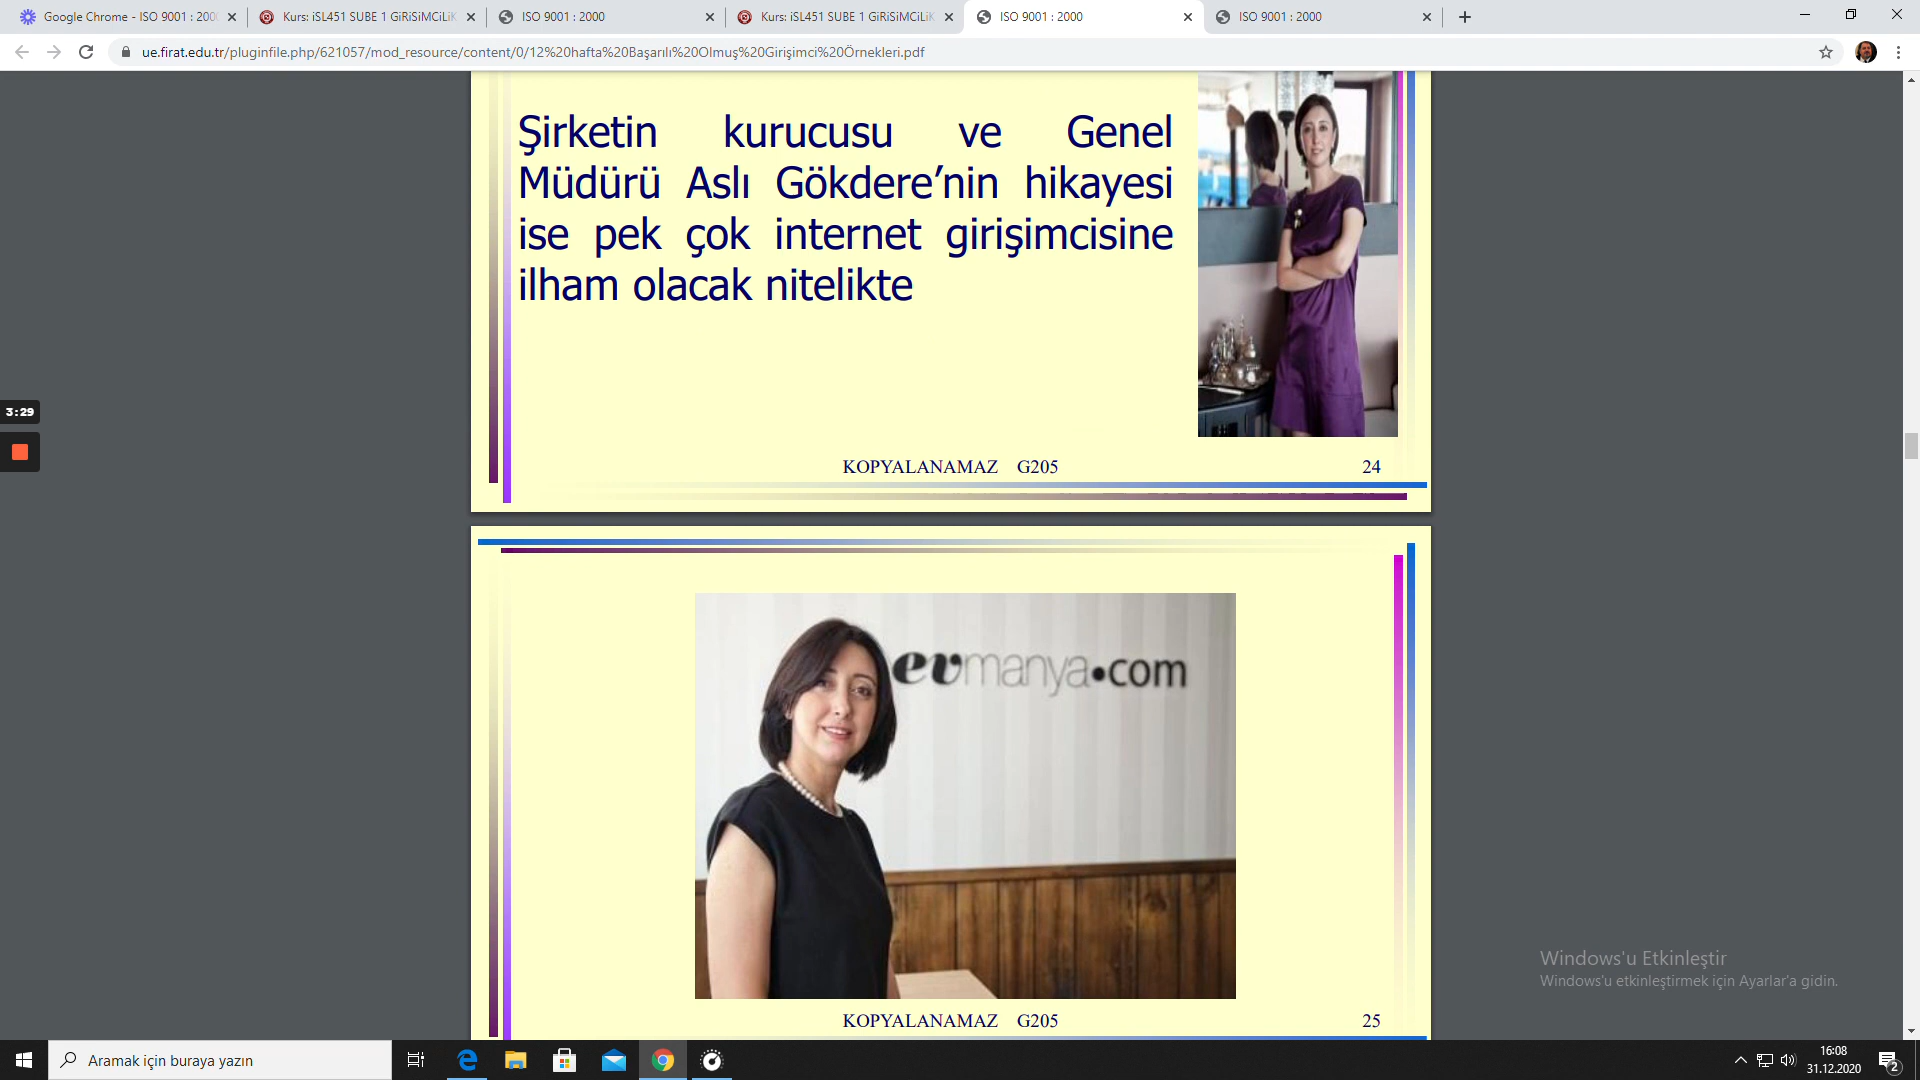 Google Chrome - ISO 9001 : 200
Kurs: iSL451 SUBE 1 GiRiSiMCiLiK
ISO 9001 : 2000
Kurs: iSL451 SUBE 1 GiRiSiMCiLiK
ISO 9001 : 2000
ISO 9001 : 2000
ue.firat.edu.tr/pluginfile.php/621057/mod_resource/content/0/12%20hafta%20Başarılı%20Olmuş%20Girişimci%20Örnekleri.pdf
Şirketin kurucusu ve Genel
Müdürü Aslı Gökdere’nin hikayesi
ise pek çok internet girişimcisine
ilham olacak nitelikte
3:29
KOPYALANAMAZ G205
24
evmanya.com
KOPYALANAMAZ G205
25
Windows'u Etkinleştir
Windows'u etkinleştirmek için Ayarlar'a gidin.
Aramak için buraya yazın
16:08
31.12.2020
2